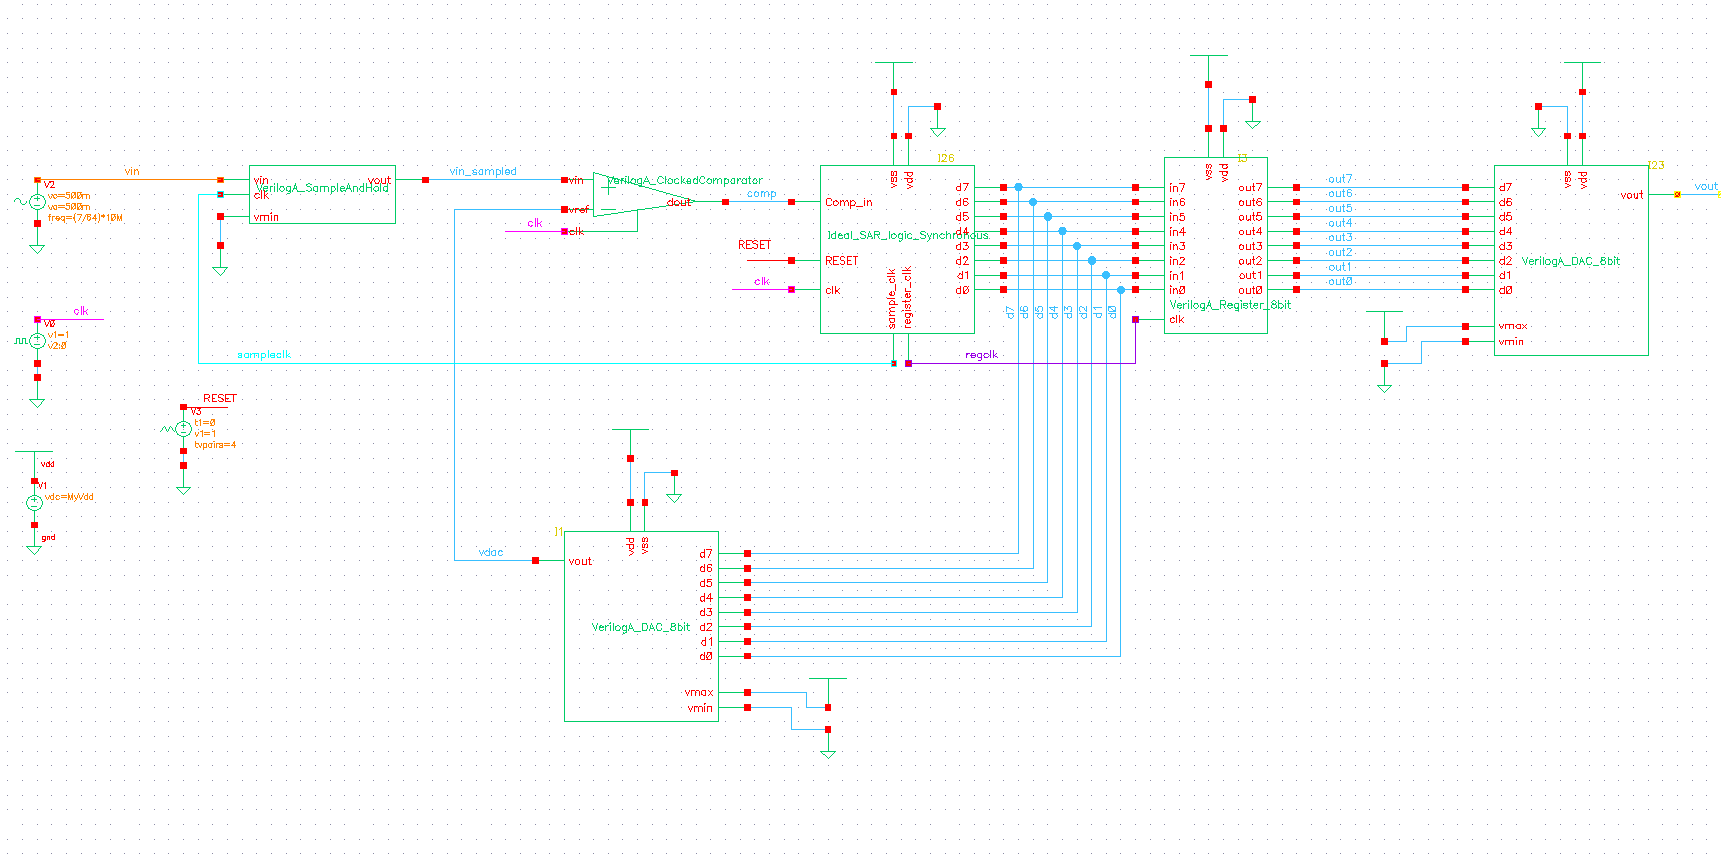 vin
V2
vo=500m
va=500m
freq=(7/64)*10M
vin
clk
vmin
vout
VerilogA_SampleAndHold
vin_sampled
vin
vref
clk
clk
VerilogA_ClockedComparator
dout
comp
RESET
clk
I26
vss
vdd
Comp_in
Ideal_SAR_logic_Synchronous
RESET
clk
sample_clk
register_clk
d7
d6
d5
d4
d3
d2
d1
d0
d7
d6
d5
d4
d3
d2
d1
d0
I3
vss
vdd
in7
in6
in5
in4
in3
in2
in1
in0
clk
out7
out6
out5
out4
out3
out2
out1
out0
VerilogA_Register_8bit
out7
out6
out5
out4
out3
out2
out1
out0
I23
vss
vdd
d7
d6
d5
d4
d3
d2
d1
d0
vout
VerilogA_DAC_8bit
vmax
vmin
vout
clk
V0
v1=1
v2:0
sampleclk
regclk
RESET
V3
t1=0
v1=1
tvpairs=4
vdd
V1
vdc=MyVdd
gnd
I1
vdd
vss
vdac
vout
VerilogA_DAC_8bit
d7
d6
d5
d4
d3
d2
d1
d0
vmax
vmin